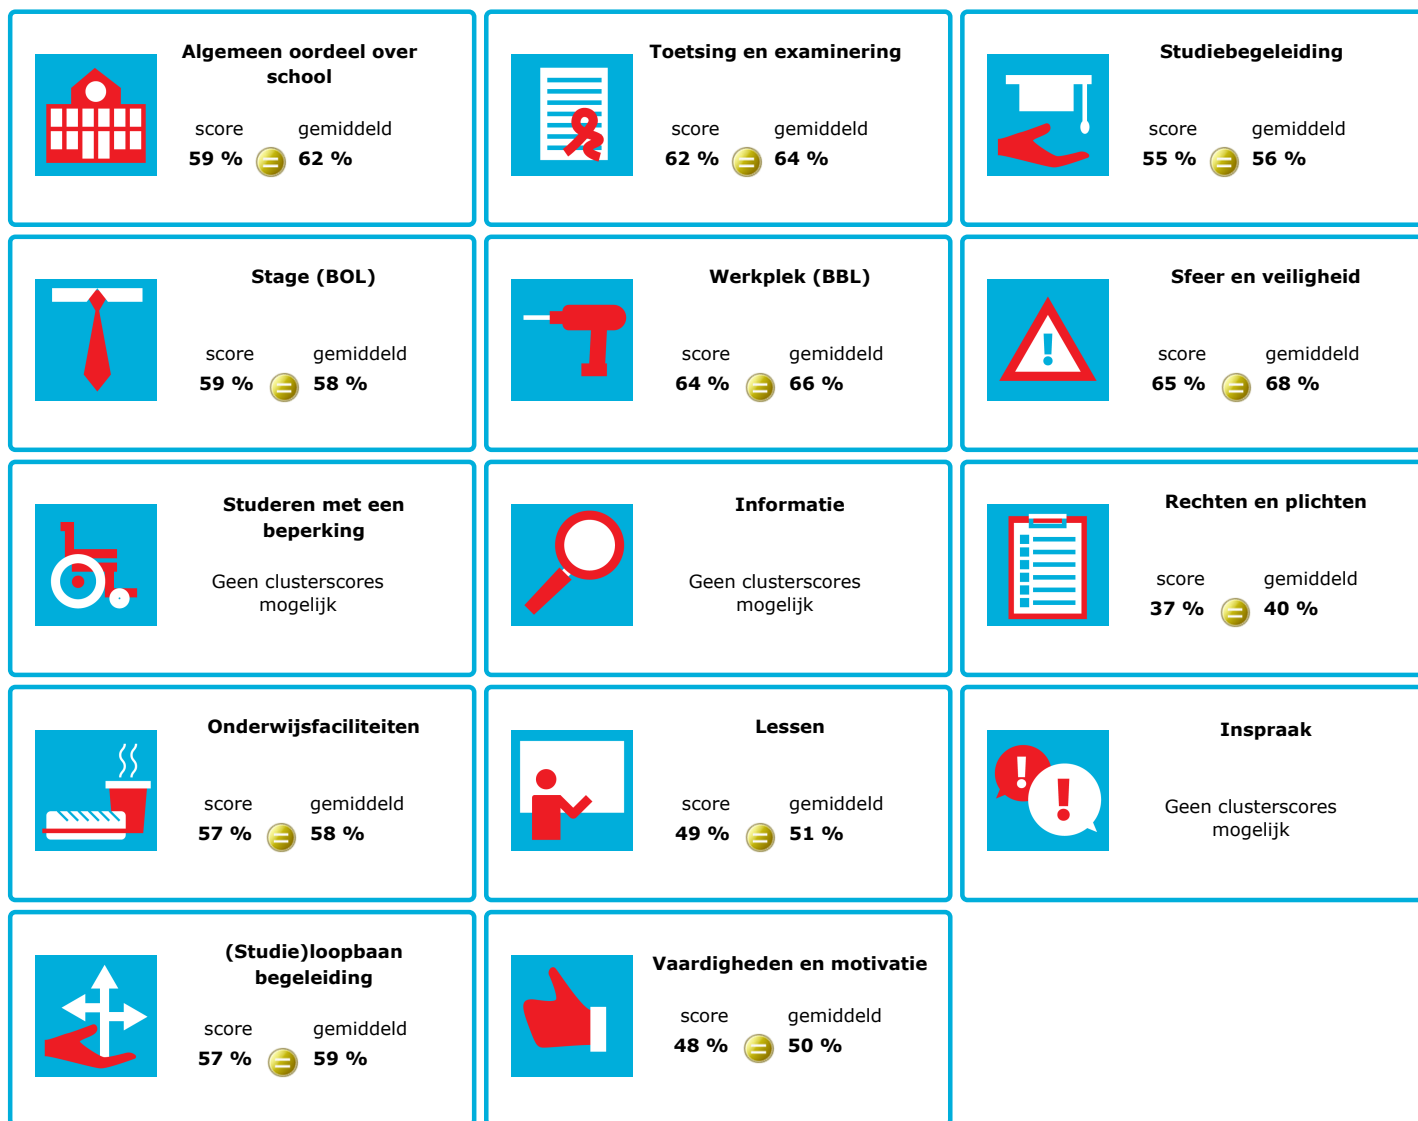 Algemeen oordeel over
school
score gemiddeld
59 % = 62 %
Toetsing en examinering
score gemiddeld
62 % = 64 %
Studiebegeleiding
score gemiddeld
55 % = 56 %
Stage (BOL)
score gemiddeld
59 % = 58 %
Werkplek (BBL)
score gemiddeld
64 % = 66 %
Sfeer en veiligheid
!
score gemiddeld
65 % = 68 %
Studeren met een
beperking
Geen clusterscores
mogelijk
Informatie
Geen clusterscores
mogelijk
Rechten en plichten
score gemiddeld
37 % = 40 %
Onderwijsfaciliteiten
score gemiddeld
57 % = 58 %
Lessen
score gemiddeld
49 % = 51 %
Inspraak
! !
Geen clusterscores
mogelijk
(Studie)loopbaan
begeleiding
score gemiddeld
57 % = 59 %
Vaardigheden en motivatie
score gemiddeld
48 % = 50 %